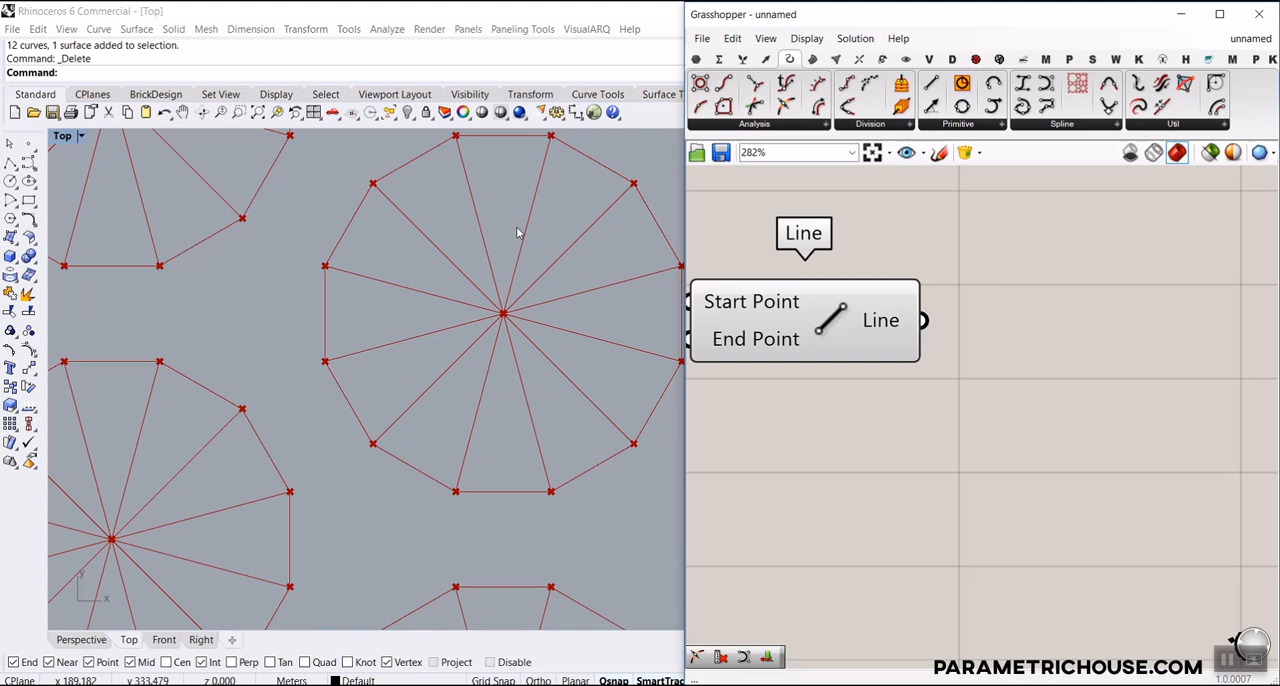 Rhinoceros 6 Commercial - [Top]
File Edit View Curve Surface Solid Mesh Dimension Transform Tools Analyze Render Panels Paneling Tools VisualARQ Help
12 curves, 1 surface added to selection.
Command: _Delete
Command:
Standard CPlanes BrickDesign Set View Display Select Viewport Layout Visibility Transform Curve Tools Surface T
Top
y
x
Perspective Top Front Right
End Near Point Mid Cen Int Perp Tan Quad Knot Vertex Project Disable
CPlane x 189.182 y 333.479 z 0.000 Meters Default Grid Snap Ortho Planar Osnap SmartTrac
Grasshopper - unnamed
File Edit View Display Solution Help unnamed
V D M P S W K H M P K
Analysis Division Primitive Spline Util
282%
Line
Start Point
End Point
Line
PARAMETRICHOUSE.COM
1.0.0007